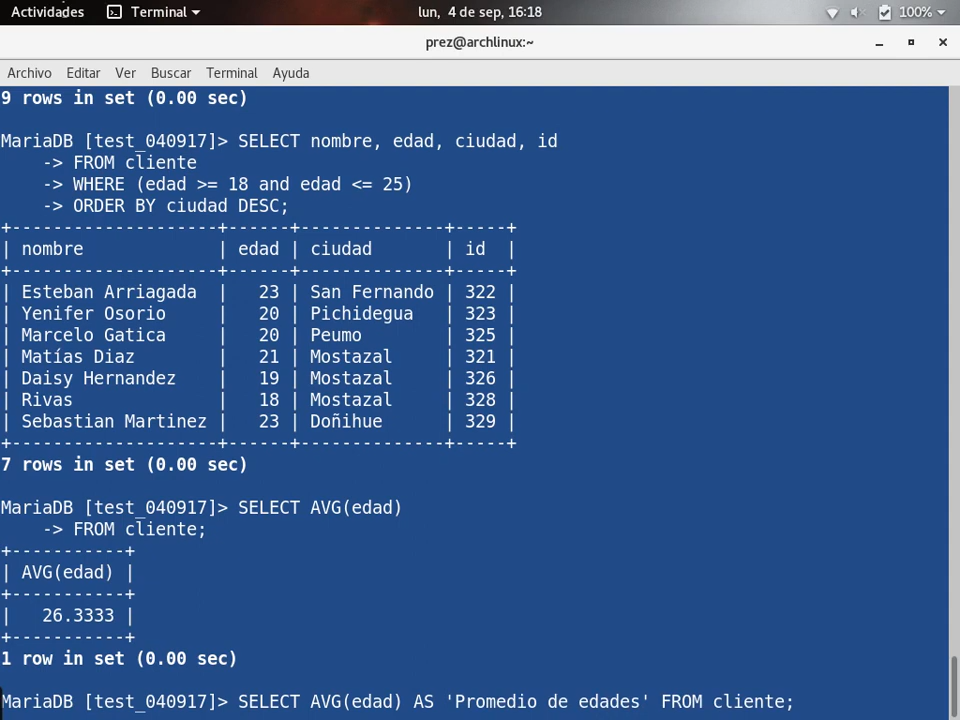 Actividades Terminal lun, 4 de sep, 16:18 100%
prez@archlinux:~
Archivo Editar Ver Buscar Terminal Ayuda
9 rows in set (0.00 sec)
MariaDB [test_040917]> SELECT nombre, edad, ciudad, id
    -> FROM cliente
    -> WHERE (edad >= 18 and edad <= 25)
    -> ORDER BY ciudad DESC;
+--------------------+------+--------------+-----+
| nombre             | edad | ciudad       | id  |
+--------------------+------+--------------+-----+
| Esteban Arriagada  |   23 | San Fernando | 322 |
| Yenifer Osorio     |   20 | Pichidegua   | 323 |
| Marcelo Gatica     |   20 | Peumo        | 325 |
| Matías Diaz        |   21 | Mostazal     | 321 |
| Daisy Hernandez    |   19 | Mostazal     | 326 |
| Rivas              |   18 | Mostazal     | 328 |
| Sebastian Martinez |   23 | Doñihue      | 329 |
+--------------------+------+--------------+-----+
7 rows in set (0.00 sec)
MariaDB [test_040917]> SELECT AVG(edad)
    -> FROM cliente;
+-----------+
| AVG(edad) |
+-----------+
|   26.3333 |
+-----------+
1 row in set (0.00 sec)
MariaDB [test_040917]> SELECT AVG(edad) AS 'Promedio de edades' FROM cliente;